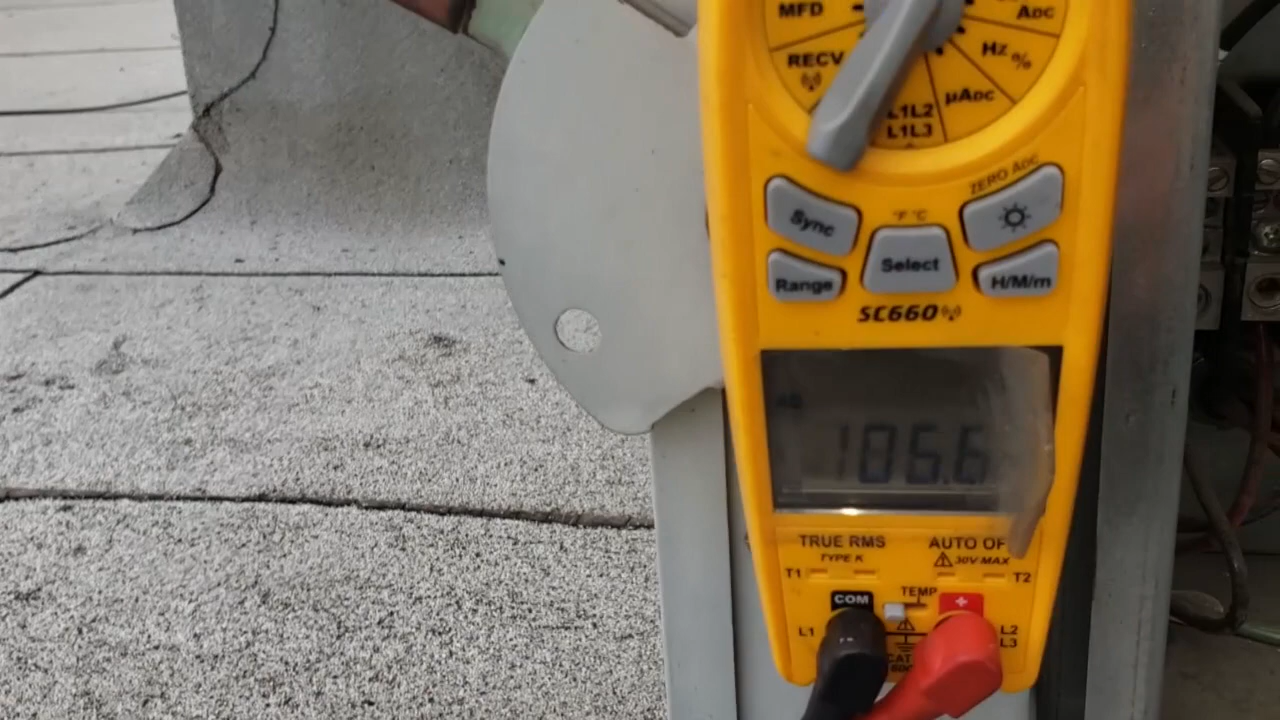 MFD
ADC
RECV
Hz %
µADC
L1L2
L1L3
ZERO ADC
Sync
°F °C
Range
Select
H/M/m
SC660
106.6
TRUE RMS
AUTO OF
TYPE K
30V MAX
T1
T2
TEMP
COM
+
L1
L2
L3
CAT